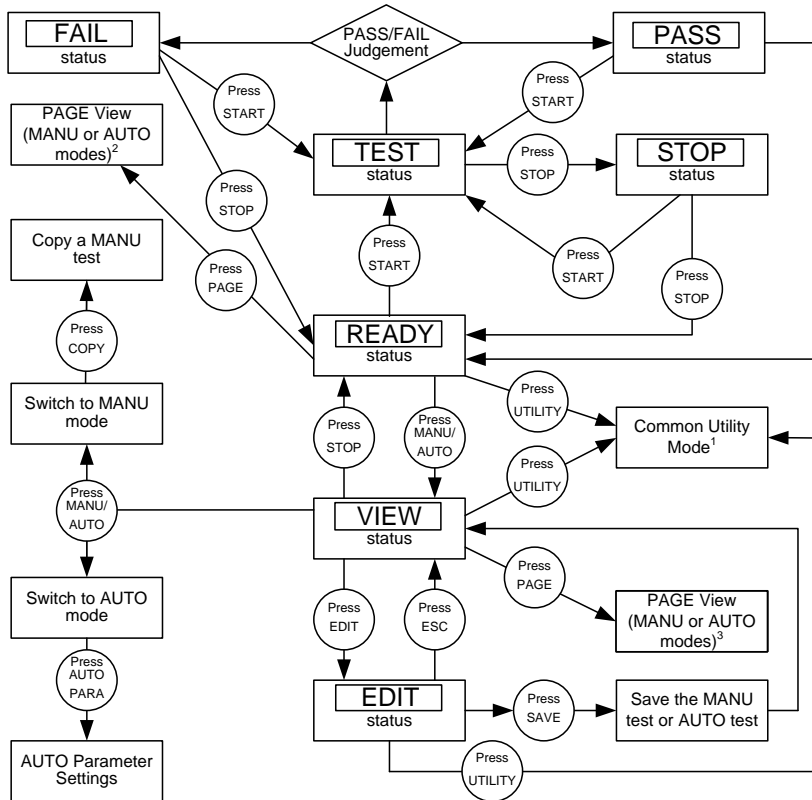 FAIL
status
PASS/FAIL
Judgement
PASS
status
Press
START
Press
START
PAGE View
(MANU or AUTO
modes)2
TEST
status
Press
STOP
STOP
status
Press
STOP
Copy a MANU
test
Press
START
Press
START
Press
PAGE
Press
STOP
READY
status
Press
COPY
Switch to MANU
mode
Press
UTILITY
Press
STOP
Press
MANU/
AUTO
Common Utility
Mode1
Press
UTILITY
Press
MANU/
AUTO
VIEW
status
Press
PAGE
Switch to AUTO
mode
Press
EDIT
Press
ESC
PAGE View
(MANU or AUTO
modes)3
Press
AUTO
PARA
EDIT
status
Press
SAVE
Save the MANU
test or AUTO test
AUTO Parameter
Settings
Press
UTILITY